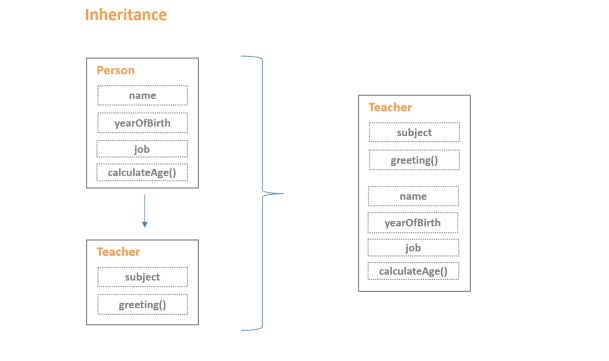 Inheritance
Person
name
yearOfBirth
job
calculateAge()
Teacher
subject
greeting()
Teacher
subject
greeting()
name
yearOfBirth
job
calculateAge()